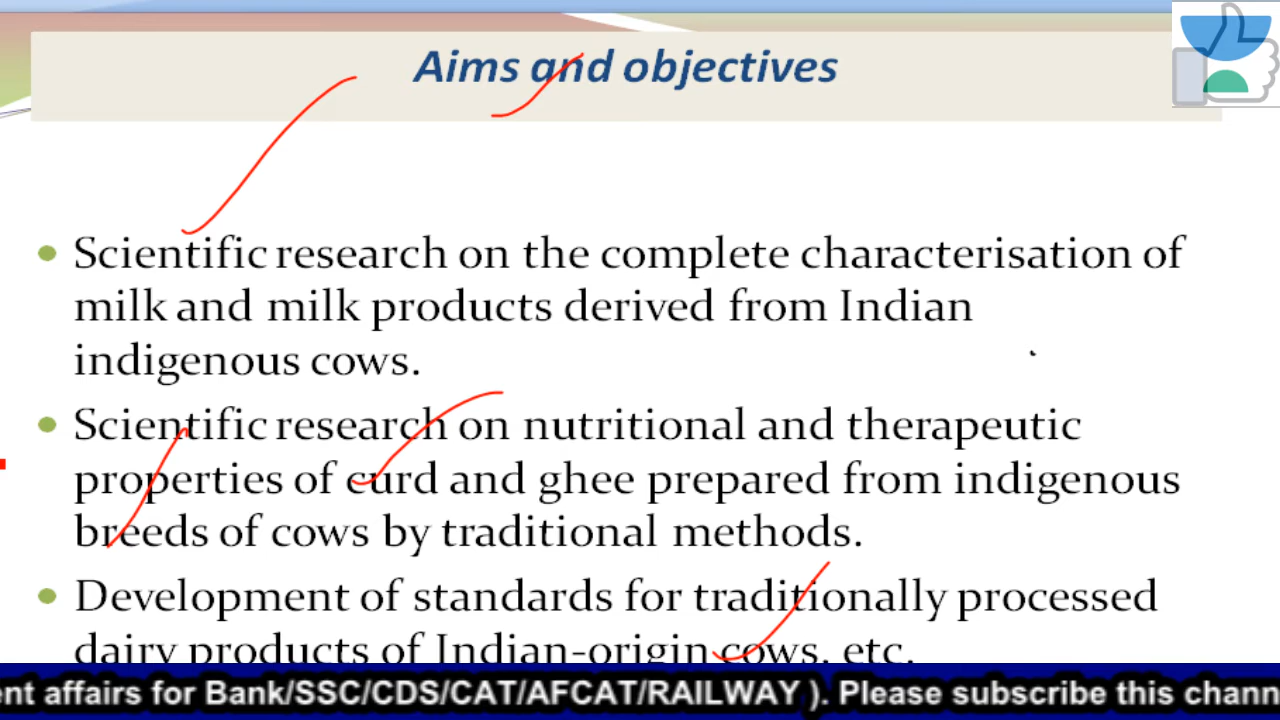 Aims and objectives
Scientific research on the complete characterisation of
milk and milk products derived from Indian
indigenous cows.
Scientific research on nutritional and therapeutic
properties of curd and ghee prepared from indigenous
breeds of cows by traditional methods.
Development of standards for traditionally processed
dairy products of Indian-origin cows, etc.
ent affairs for Bank/SSC/CDS/CAT/AFCAT/RAILWAY ). Please subscribe this chann